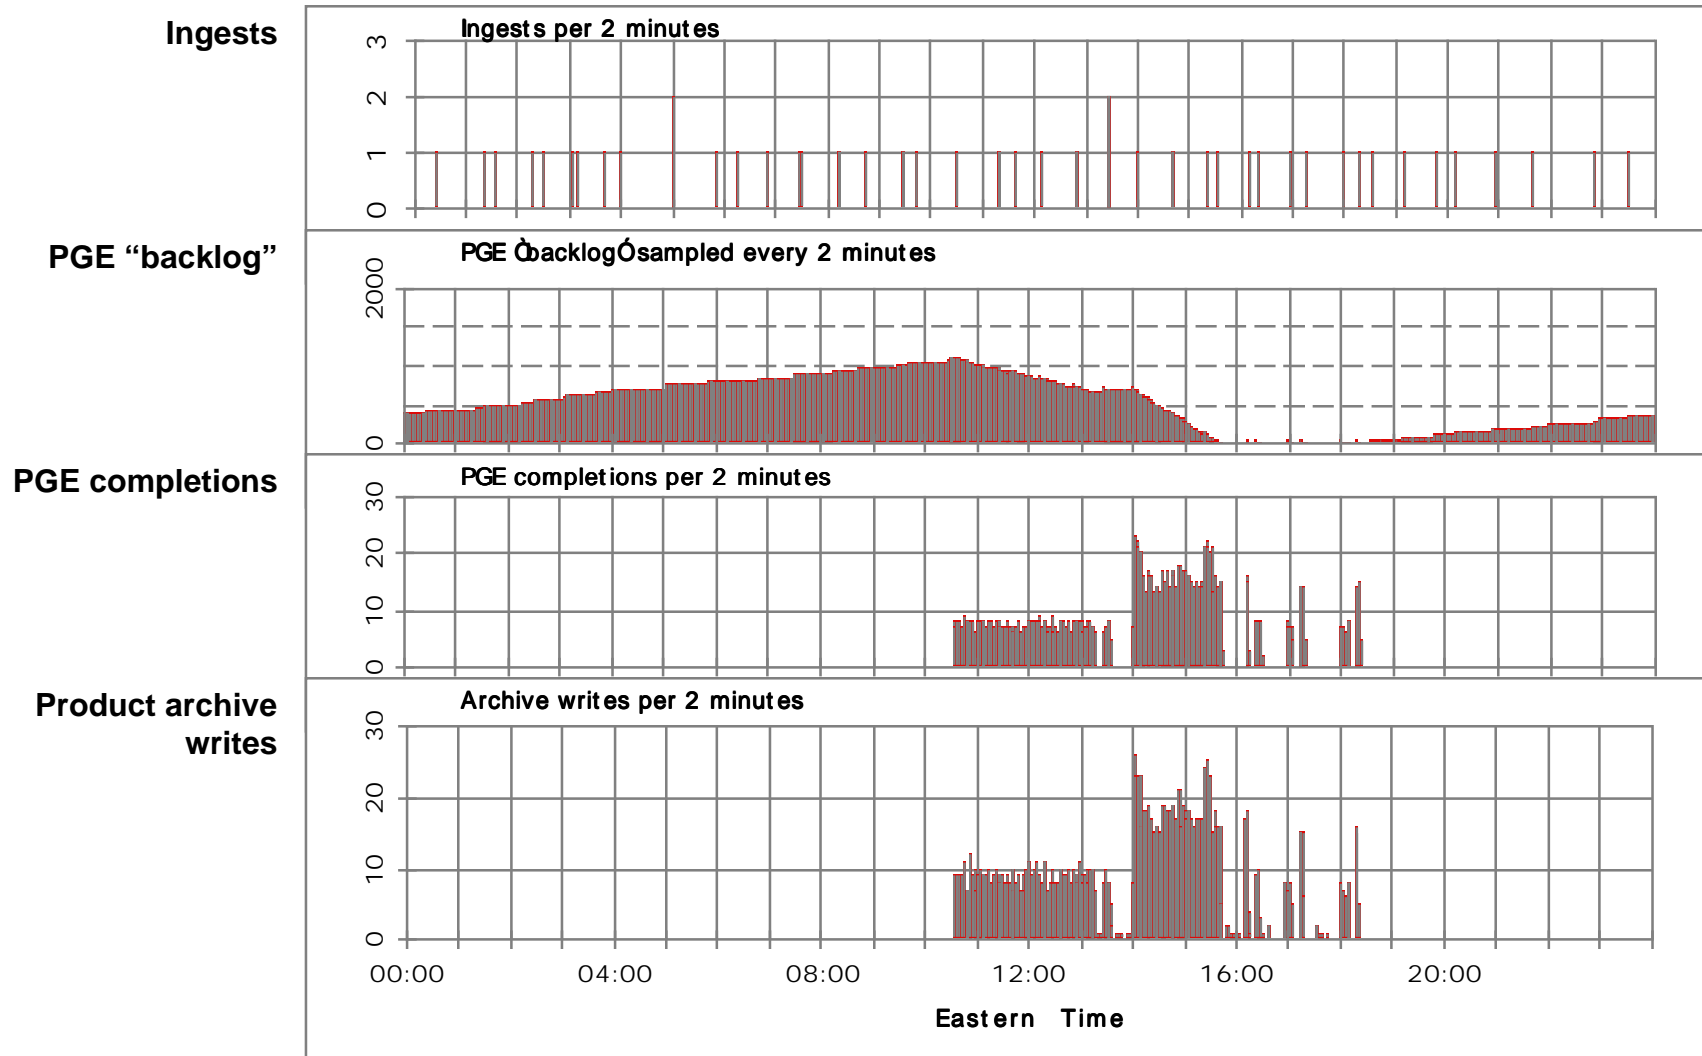 Ingests
Ingests per 2 minutes
3
2
1
0
PGE “backlog”
PGE ÒbacklogÓ sampled every 2 minutes
2000
0
PGE completions
PGE completions per 2 minutes
30
20
10
0
Product archive
writes
Archive writes per 2 minutes
30
20
10
0
00:00 04:00 08:00 12:00 16:00 20:00
Eastern Time